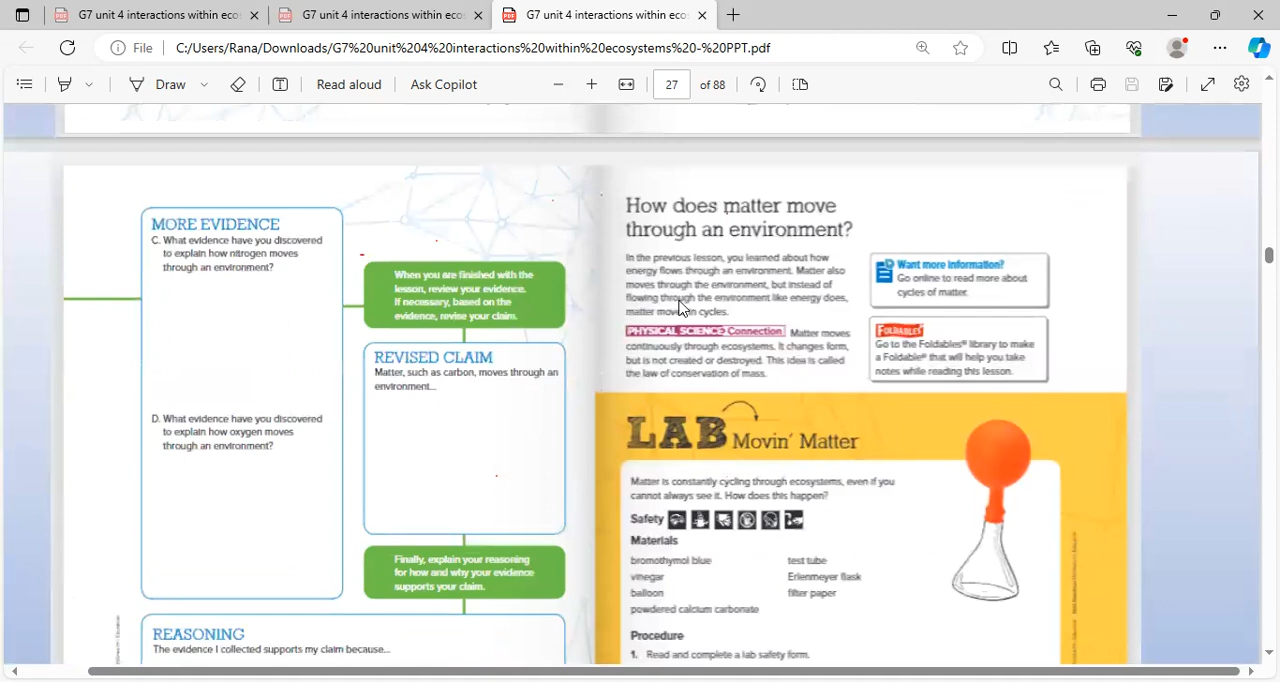 G7 unit 4 interactions within ecos
G7 unit 4 interactions within ecos
G7 unit 4 interactions within ecos
File
C:/Users/Rana/Downloads/G7%20unit%204%20interactions%20within%20ecosystems%20-%20PPT.pdf
Draw
Read aloud
Ask Copilot
27
of 88
MORE EVIDENCE
C. What evidence have you discovered
to explain how nitrogen moves
through an environment?
D. What evidence have you discovered
to explain how oxygen moves
through an environment?
When you are finished with the
lesson, review your evidence.
If necessary, based on the
evidence, revise your claim.
REVISED CLAIM
Matter, such as carbon, moves through an
environment...
Finally, explain your reasoning
for how and why your evidence
supports your claim.
REASONING
The evidence I collected supports my claim because...
How does matter move
through an environment?
In the previous lesson, you learned about how
energy flows through an environment. Matter also
moves through the environment, but instead of
flowing through the environment like energy does,
matter moves in cycles.
PHYSICAL SCIENCE Connection Matter moves
continuously through ecosystems. It changes form,
but is not created or destroyed. This idea is called
the law of conservation of mass.
Want more information?
Go online to read more about
cycles of matter.
FOLDABLES
Go to the Foldables® library to make
a Foldable® that will help you take
notes while reading this lesson.
LAB Movin' Matter
Matter is constantly cycling through ecosystems, even if you
cannot always see it. How does this happen?
Safety
Materials
bromothymol blue
vinegar
balloon
powdered calcium carbonate
test tube
Erlenmeyer flask
filter paper
Procedure
1. Read and complete a lab safety form.